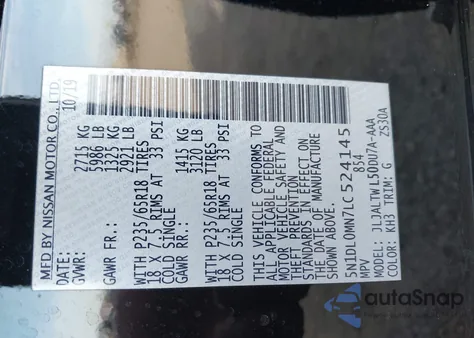 MFD BY NISSAN MOTOR CO., LTD.
DATE: 10/19
GVWR: 2715 KG
5986 LB
GAWR FR: 1325 KG
2921 LB
WITH P235/65R18 TIRES
18 X 7.5 RIMS AT 33 PSI
COLD SINGLE
GAWR RR: 1415 KG
3120 LB
WITH P235/65R18 TIRES
18 X 7.5 RIMS AT 33 PSI
COLD SINGLE
THIS VEHICLE CONFORMS TO
ALL APPLICABLE FEDERAL
MOTOR VEHICLE SAFETY AND
THEFT PREVENTION
STANDARDS IN EFFECT ON
THE DATE OF MANUFACTURE
SHOWN ABOVE.
5N1DL0MN7LC524145
MPV 854
MODEL: JLJALTWL50DU7A-AAA
COLOR: KH3 TRIM: G ZS30A
autoSnap